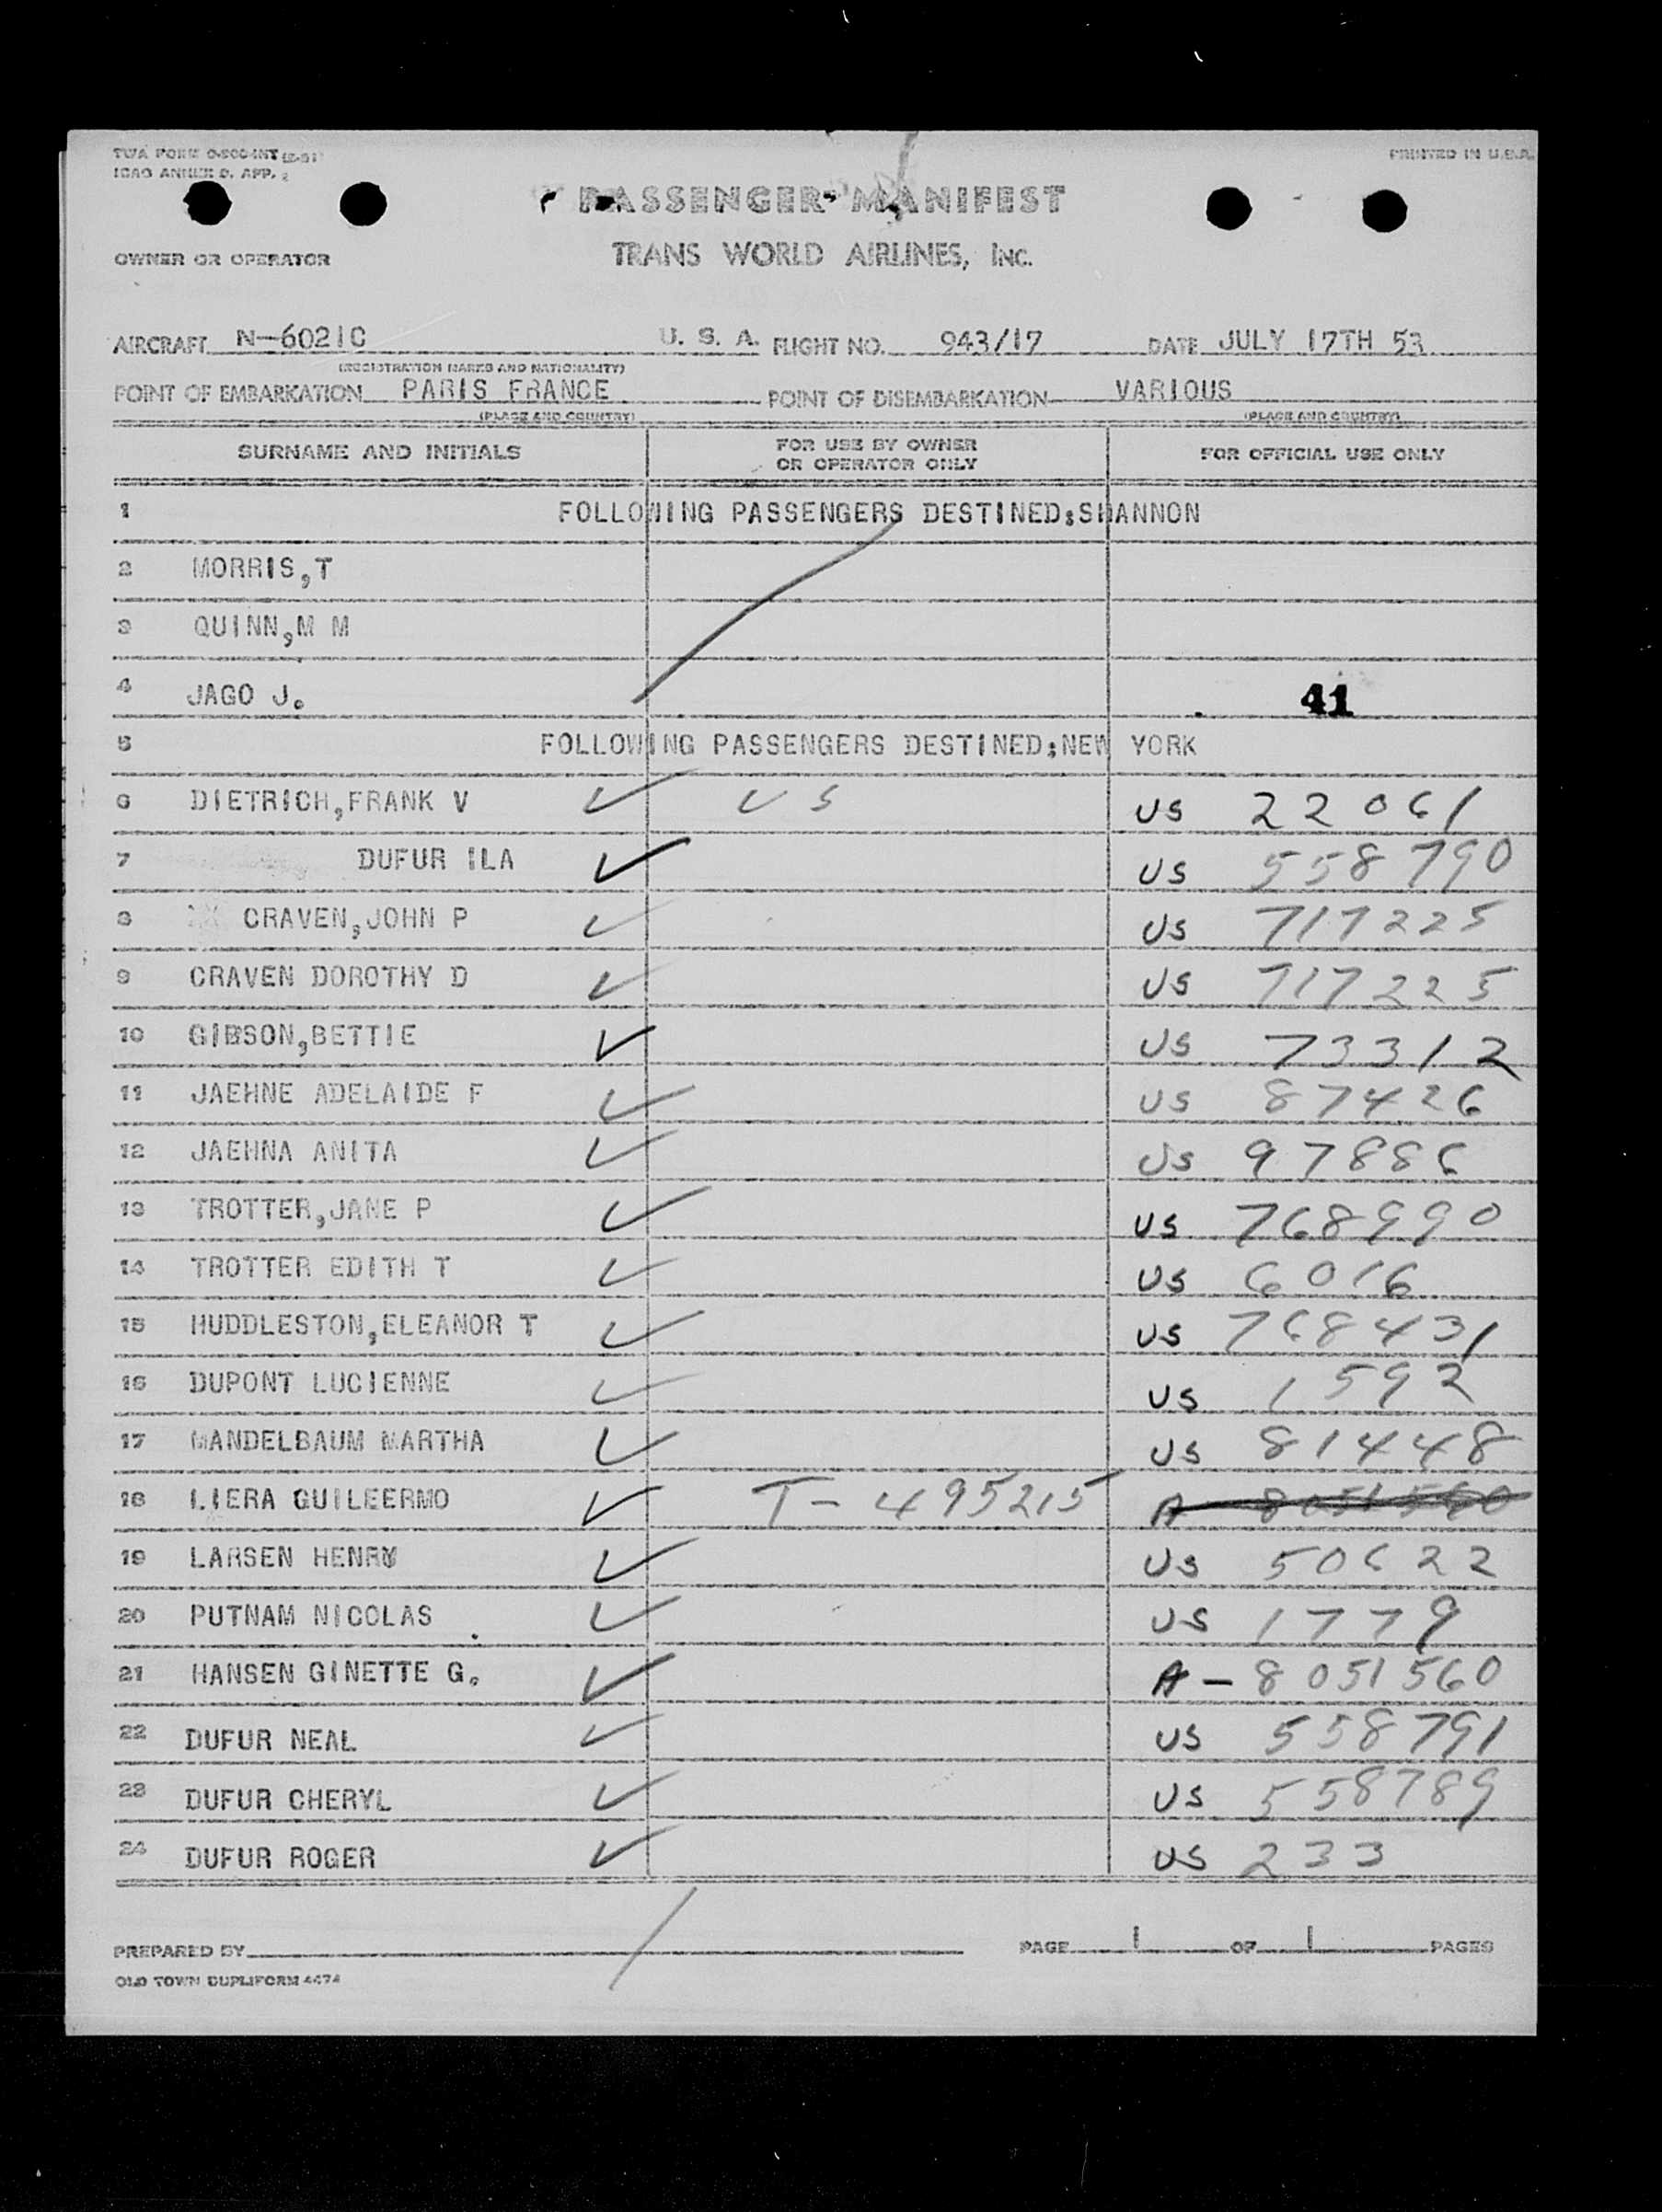 TWA FORM O-800-INT (2-51)
ICAO ANNEX 9. APP. 2
PRINTED IN U.S.A.
PASSENGER MANIFEST
OWNER OR OPERATOR TRANS WORLD AIRLINES, INC.
AIRCRAFT N-6021C U. S. A. FLIGHT NO. 943/17 DATE JULY 17TH 53
(REGISTRATION MARKS AND NATIONALITY)
POINT OF EMBARKATION PARIS FRANCE POINT OF DISEMBARKATION VARIOUS
(PLACE AND COUNTRY) (PLACE AND COUNTRY)
SURNAME AND INITIALS FOR USE BY OWNER OR OPERATOR ONLY FOR OFFICIAL USE ONLY
1 FOLLOWING PASSENGERS DESTINED;SHANNON
2 MORRIS,T
3 QUINN,M M
4 JAGO J. 41
5 FOLLOWING PASSENGERS DESTINED;NEW YORK
6 DIETRICH,FRANK V ✓ US US 22061
7 DUFUR ILA ✓ US 558790
8 CRAVEN,JOHN P ✓ US 717225
9 CRAVEN DOROTHY D ✓ US 717225
10 GIBSON,BETTIE ✓ US 73312
11 JAEHNE ADELAIDE F ✓ US 87426
12 JAEHNA ANITA ✓ US 97886
13 TROTTER,JANE P ✓ US 768990
14 TROTTER EDITH T ✓ US 6016
15 HUDDLESTON,ELEANOR T ✓ US 768431
16 DUPONT LUCIENNE ✓ US 1592
17 MANDELBAUM MARTHA ✓ US 81448
18 LIERA GUILEERMO ✓ T-495215 A-8051560
19 LARSEN HENRY ✓ US 50622
20 PUTNAM NICOLAS ✓ US 1779
21 HANSEN GINETTE G. ✓ A-8051560
22 DUFUR NEAL ✓ US 558791
23 DUFUR CHERYL ✓ US 558789
24 DUFUR ROGER ✓ US 233
PREPARED BY PAGE 1 OF 1 PAGES
OLD TOWN DUPLIFORM 4474